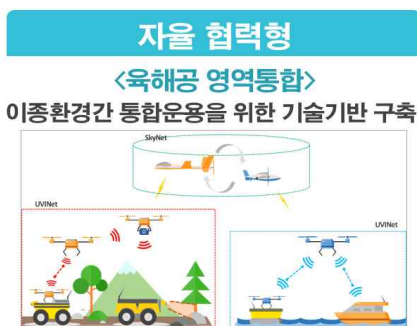 자율 협력형
<육해공 영역통합>
이종환경간 통합운용을 위한 기술기반 구축
SkyNet
UVINet
UVINet